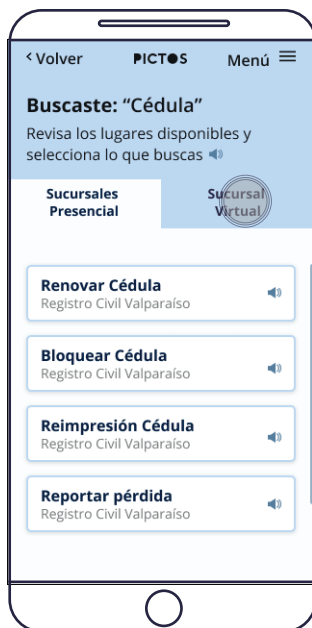 Volver
PICTOS
Menú
Buscaste: “Cédula”
Revisa los lugares disponibles y
selecciona lo que buscas
Sucursales
Presencial
Sucursal
Virtual
Renovar Cédula
Registro Civil Valparaíso
Bloquear Cédula
Registro Civil Valparaíso
Reimpresión Cédula
Registro Civil Valparaíso
Reportar pérdida
Registro Civil Valparaíso